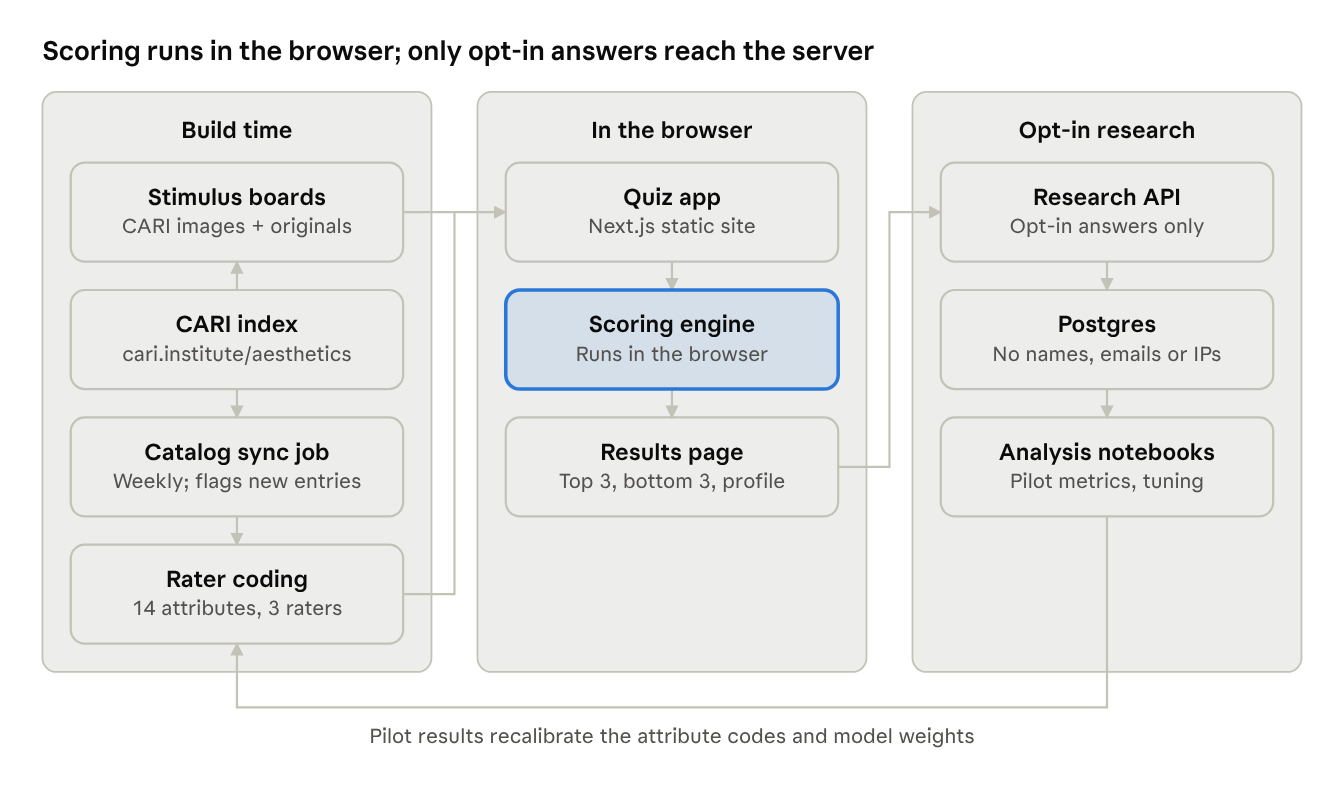 Scoring runs in the browser; only opt-in answers reach the server
Build time
Stimulus boards
CARI images + originals
CARI index
cari.institute/aesthetics
Catalog sync job
Weekly; flags new entries
Rater coding
14 attributes, 3 raters
In the browser
Quiz app
Next.js static site
Scoring engine
Runs in the browser
Results page
Top 3, bottom 3, profile
Opt-in research
Research API
Opt-in answers only
Postgres
No names, emails or IPs
Analysis notebooks
Pilot metrics, tuning
Pilot results recalibrate the attribute codes and model weights